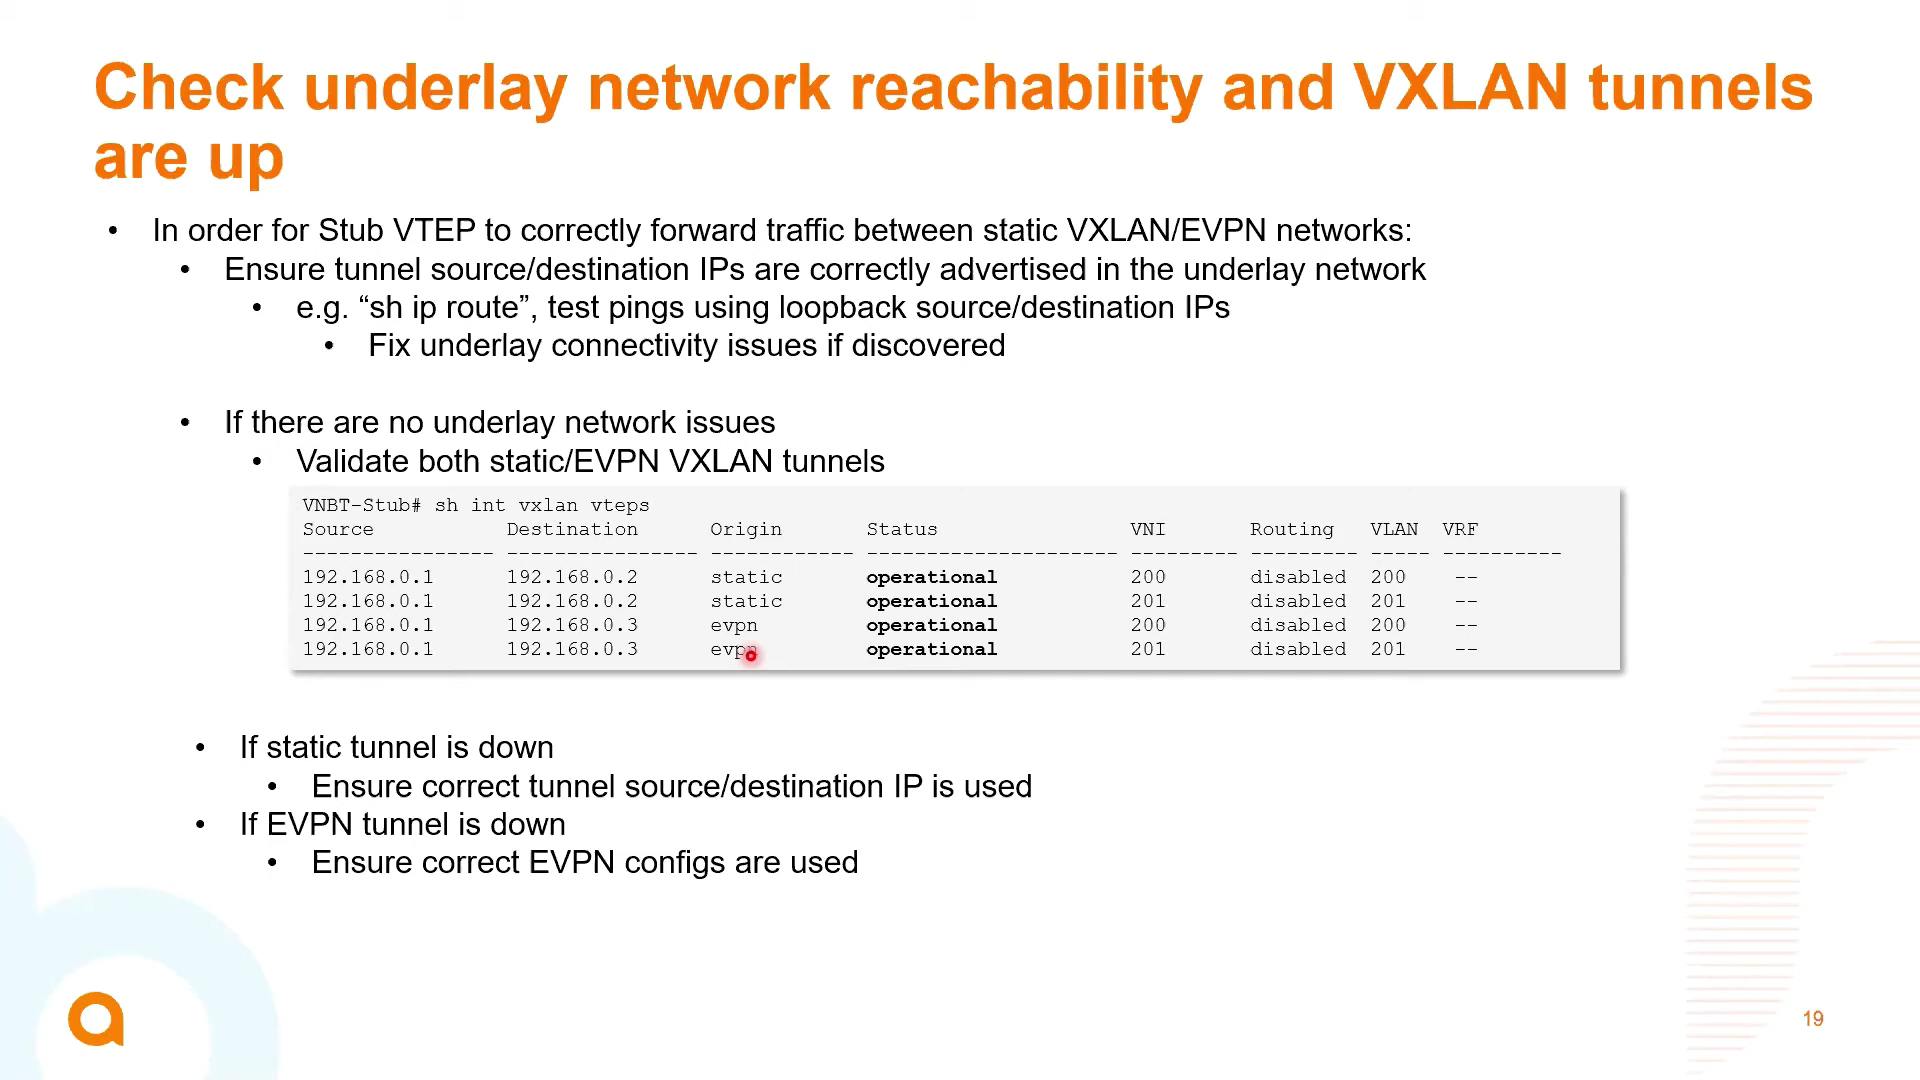 Check underlay network reachability and VXLAN tunnels
are up
• In order for Stub VTEP to correctly forward traffic between static VXLAN/EVPN networks:
• Ensure tunnel source/destination IPs are correctly advertised in the underlay network
• e.g. “sh ip route”, test pings using loopback source/destination IPs
• Fix underlay connectivity issues if discovered
• If there are no underlay network issues
• Validate both static/EVPN VXLAN tunnels
VNBT-Stub# sh int vxlan vteps
Source           Destination      Origin       Status                VNI       Routing   VLAN  VRF
---------------- ---------------- ------------ --------------------- --------- --------- ----- ----------
192.168.0.1      192.168.0.2      static       operational           200       disabled  200    --
192.168.0.1      192.168.0.2      static       operational           201       disabled  201    --
192.168.0.1      192.168.0.3      evpn         operational           200       disabled  200    --
192.168.0.1      192.168.0.3      evpn         operational           201       disabled  201    --
• If static tunnel is down
• Ensure correct tunnel source/destination IP is used
• If EVPN tunnel is down
• Ensure correct EVPN configs are used
19